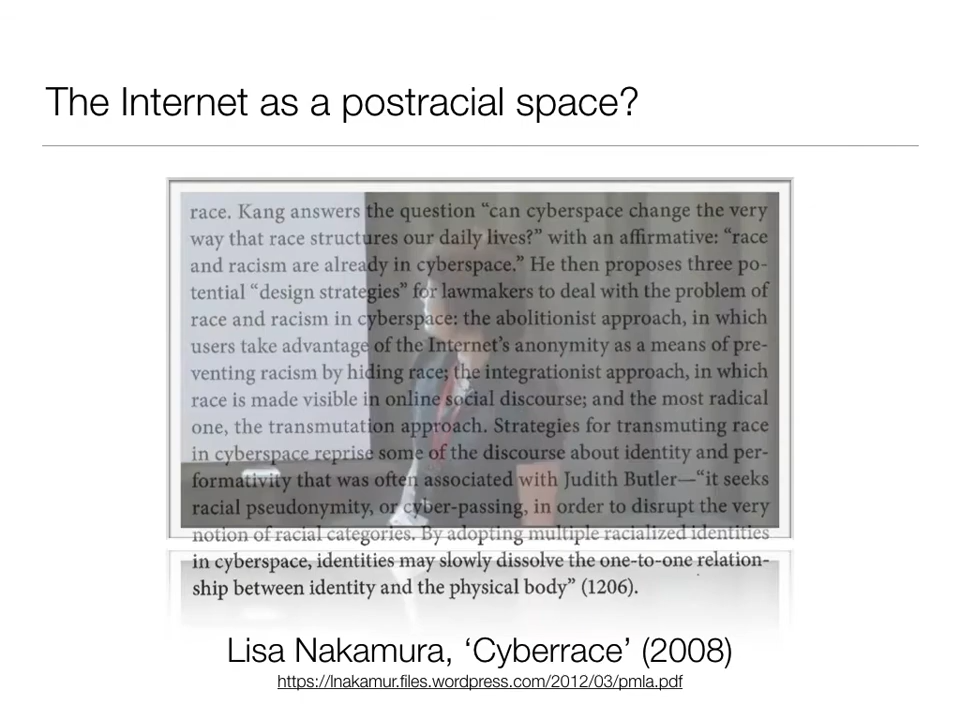 The Internet as a postracial space?
race. Kang answers the question “can cyberspace change the very
way that race structures our daily lives?” with an affirmative: “race
and racism are already in cyberspace.” He then proposes three po-
tential “design strategies” for lawmakers to deal with the problem of
race and racism in cyberspace: the abolitionist approach, in which
users take advantage of the Internet’s anonymity as a means of pre-
venting racism by hiding race; the integrationist approach, in which
race is made visible in online social discourse; and the most radical
one, the transmutation approach. Strategies for transmuting race
in cyberspace reprise some of the discourse about identity and per-
formativity that was often associated with Judith Butler—“it seeks
racial pseudonymity, or cyber-passing, in order to disrupt the very
notion of racial categories. By adopting multiple racialized identities
in cyberspace, identities may slowly dissolve the one-to-one relation-
ship between identity and the physical body” (1206).
Lisa Nakamura, ‘Cyberrace’ (2008)
https://lnakamur.files.wordpress.com/2012/03/pmla.pdf